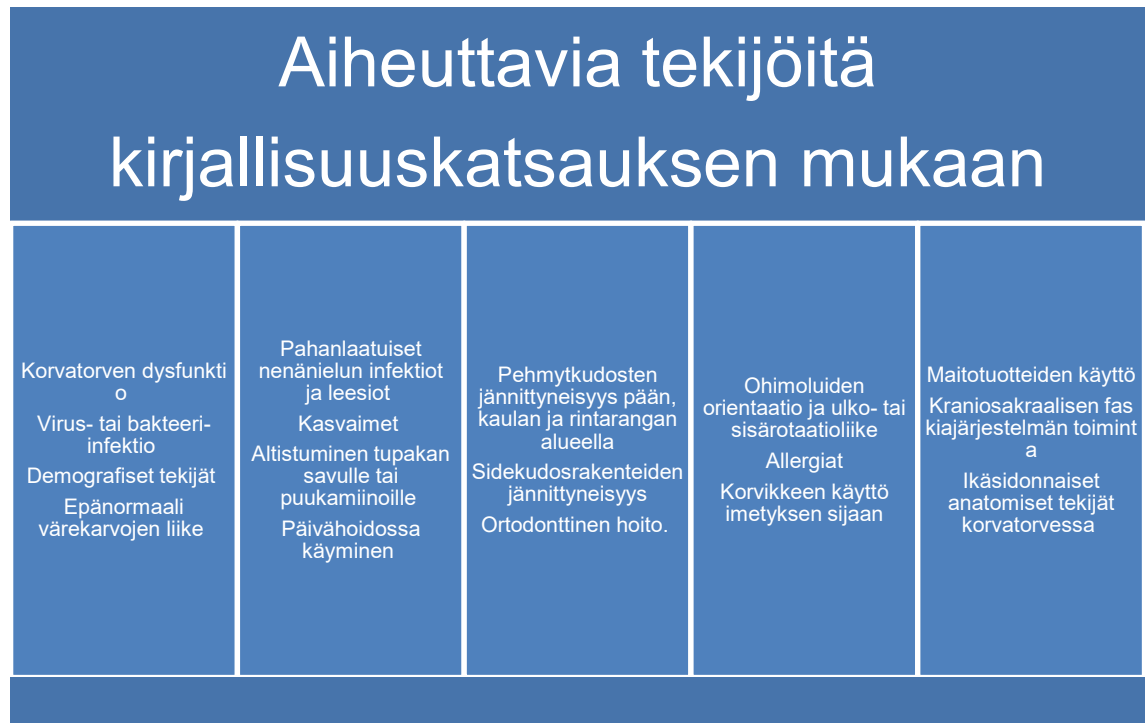 Aiheuttavia tekijöitä
kirjallisuuskatsauksen mukaan
Korvatorven dysfunkti
o
Virus- tai bakteeri-
infektio
Demografiset tekijät
Epänormaali
värekarvojen liike
Pahanlaatuiset
nenänielun infektiot
ja leesiot
Kasvaimet
Altistuminen tupakan
savulle tai
puukamiinoille
Päivähoidossa
käyminen
Pehmytkudosten
jännittyneisyys pään,
kaulan ja rintarangan
alueella
Sidekudosrakenteiden
jännittyneisyys
Ortodonttinen hoito.
Ohimoluiden
orientaatio ja ulko- tai
sisärotaatioliike
Allergiat
Korvikkeen käyttö
imetyksen sijaan
Maitotuotteiden käyttö
Kraniosakraalisen fas
kiajärjestelmän toimint
a
Ikäsidonnaiset
anatomiset tekijät
korvatorvessa